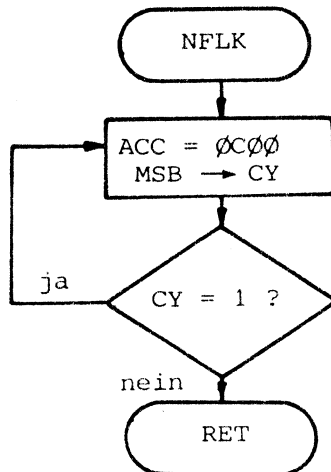 NFLK
ACC = ØCØØ
MSB → CY
ja
CY = 1 ?
nein
RET